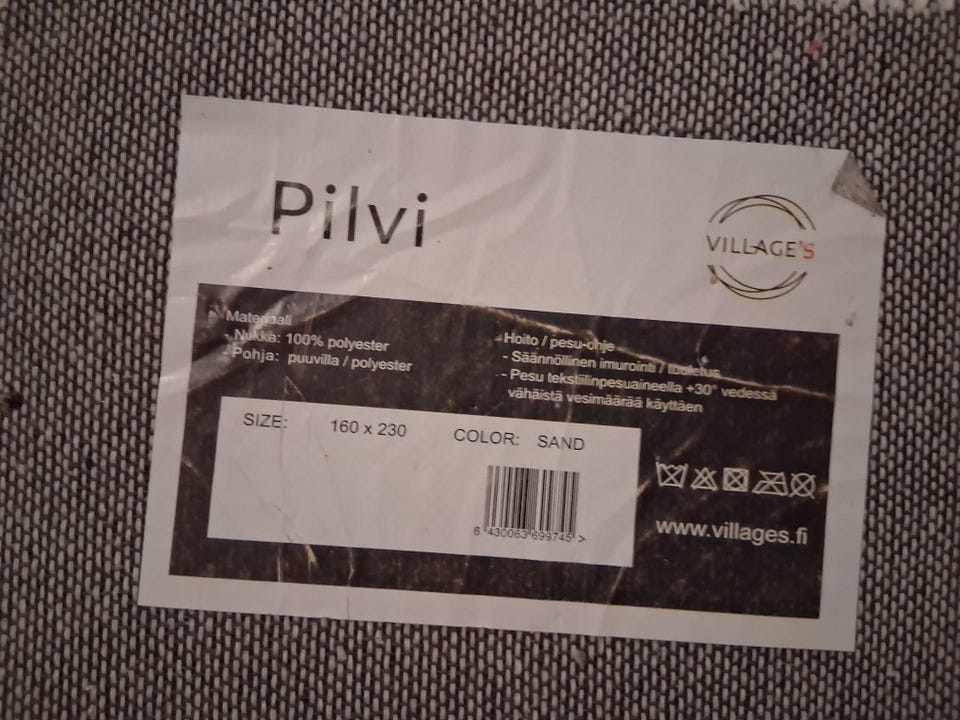 Pilvi
VILLAGE'S
Materiaali
- Nukka: 100% polyester
- Pohja: puuvilla / polyester
- Hoito / pesu-ohje
- Säännöllinen imurointi / tuuletus
- Pesu tekstiilinpesuaineella +30° vedessä
vähäistä vesimäärää käyttäen
SIZE: 160 x 230 COLOR: SAND
6 430063 699745 >
www.villages.fi